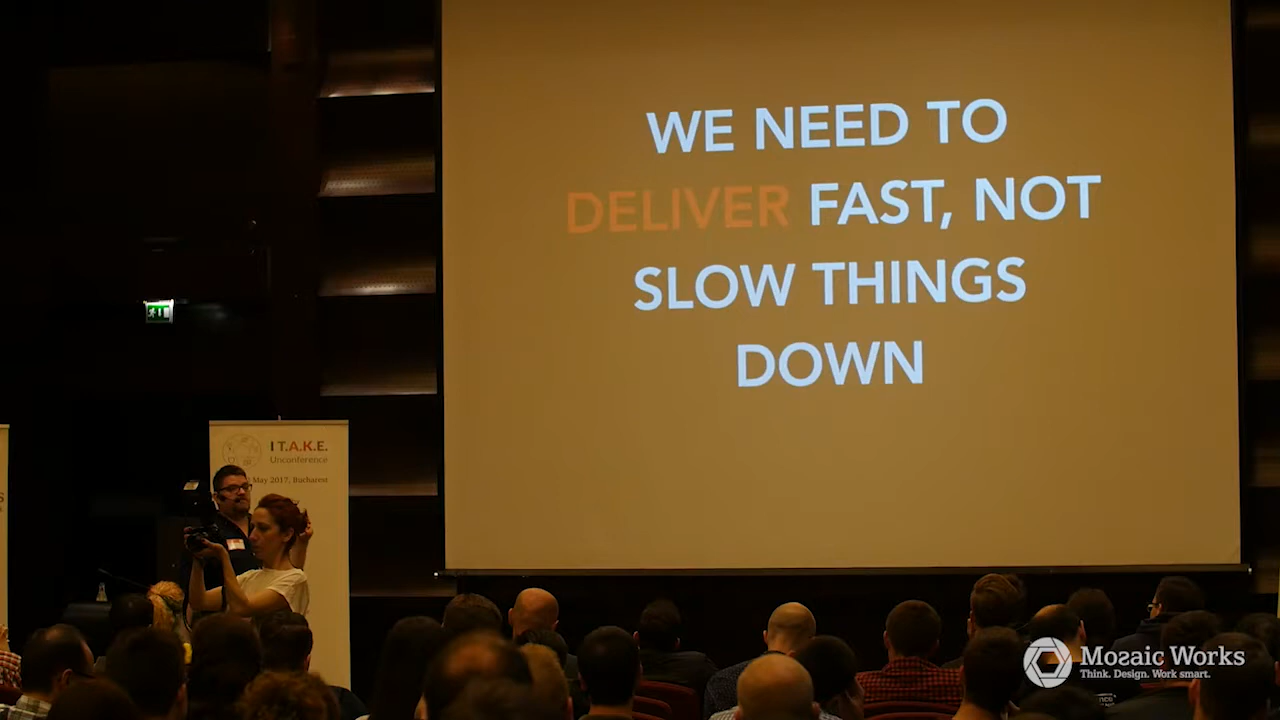 WE NEED TO
DELIVER FAST, NOT
SLOW THINGS
DOWN
I T.A.K.E.
Unconference
May 2017, Bucharest
Mozaic Works
Think. Design. Work smart.